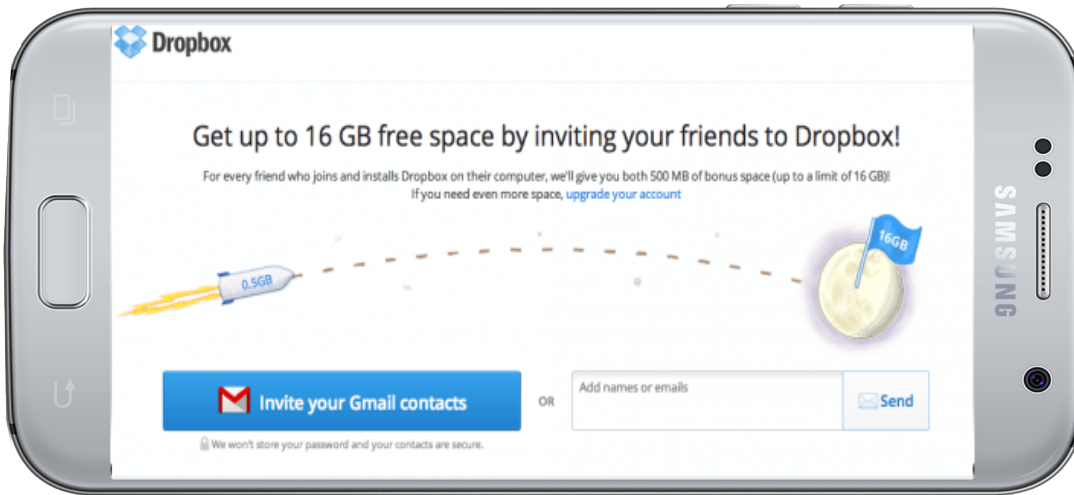 Dropbox
Get up to 16 GB free space by inviting your friends to Dropbox!
For every friend who joins and installs Dropbox on their computer, we'll give you both 500 MB of bonus space (up to a limit of 16 GB)!
If you need even more space, upgrade your account
16GB
0.5GB
Invite your Gmail contacts
OR
Add names or emails
Send
We won't store your password and your contacts are secure.
SAMSUNG